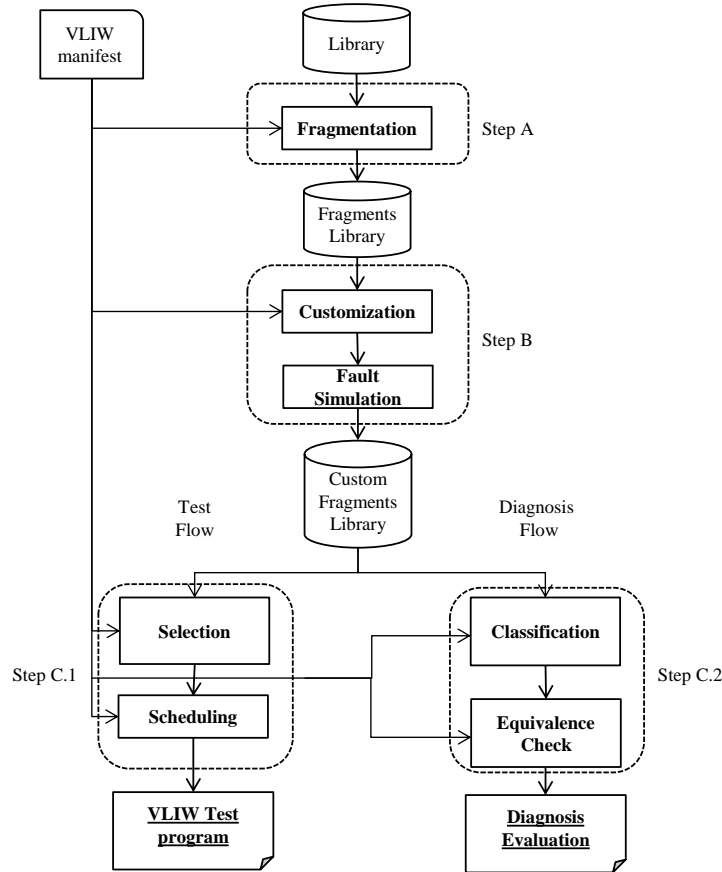 VLIW
manifest
Library
Fragmentation
Step A
Fragments
Library
Customization
Step B
Fault
Simulation
Custom
Fragments
Library
Test
Flow
Diagnosis
Flow
Selection
Classification
Step C.1
Step C.2
Scheduling
Equivalence
Check
VLIW Test
program
Diagnosis
Evaluation